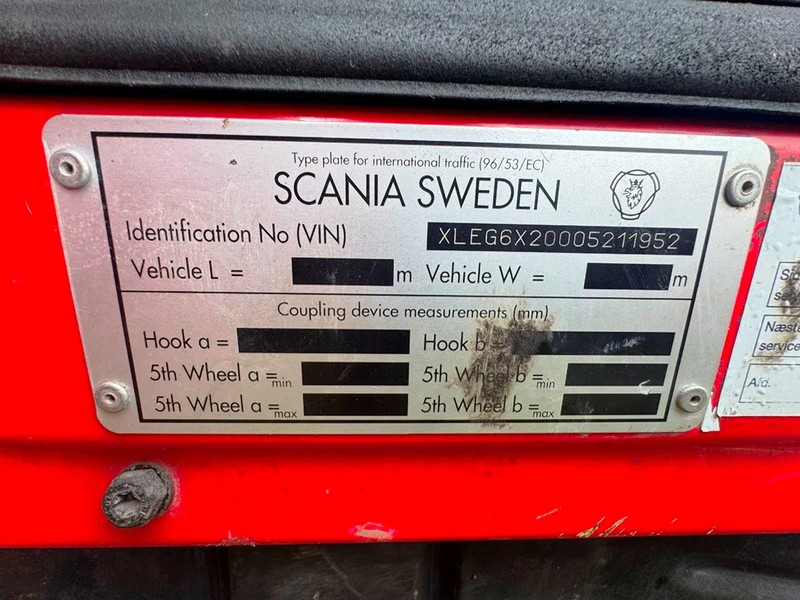 Type plate for international traffic (96/53/EC)
SCANIA SWEDEN
Identification No (VIN) XLEG6X20005211952
Vehicle L = m Vehicle W = m
Coupling device measurements (mm)
Hook a = Hook b =
5th Wheel a = min 5th Wheel b = min
5th Wheel a = max 5th Wheel b = max
Næste
service